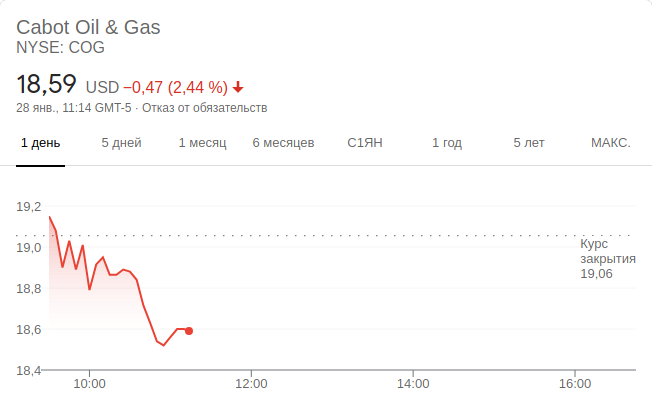 Cabot Oil & Gas
NYSE: COG
18,59 USD −0,47 (2,44 %)
28 янв., 11:14 GMT-5 · Отказ от обязательств
1 день 5 дней 1 месяц 6 месяцев С1ЯН 1 год 5 лет МАКС.
19,2
Курс
19,0
закрытия
19,06
18,8
18,6
18,4
10:00 12:00 14:00 16:00